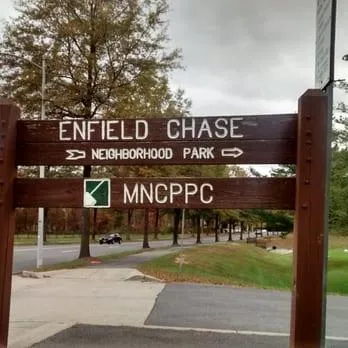 ENFIELD CHASE
NEIGHBORHOOD PARK
MNCPPC